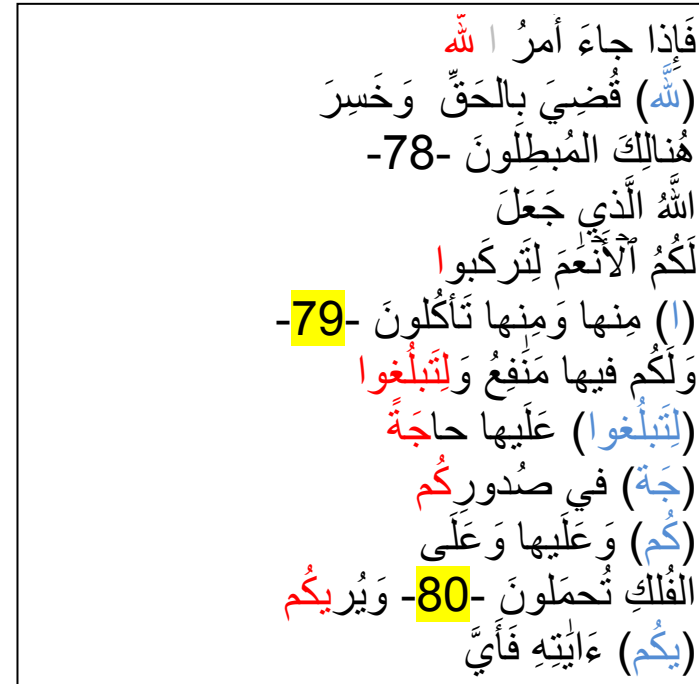 فَإِذا جاءَ أَمرُ ا للَّه
(للَّه) قُضِيَ بِالحَقِّ وَخَسِرَ
هُنالِكَ المُبطِلونَ -78-
اللَّهُ الَّذي جَعَلَ
لَكُمُ ٱلۡأَنۡعَٰمَ لِتَركَبوا
(ا) مِنها وَمِنها تَأكُلونَ -79-
وَلَكُم فيها مَنَٰفِعُ وَلِتَبلُغوا
(لِتَبلُغوا) عَلَيها حاجَةً
(جَة) في صُدورِكُم
(كُم) وَعَلَيها وَعَلَى
الفُلكِ تُحمَلونَ -80- وَيُريكُم
(يكُم) ءَايَٰتِهِ فَأَيَّ